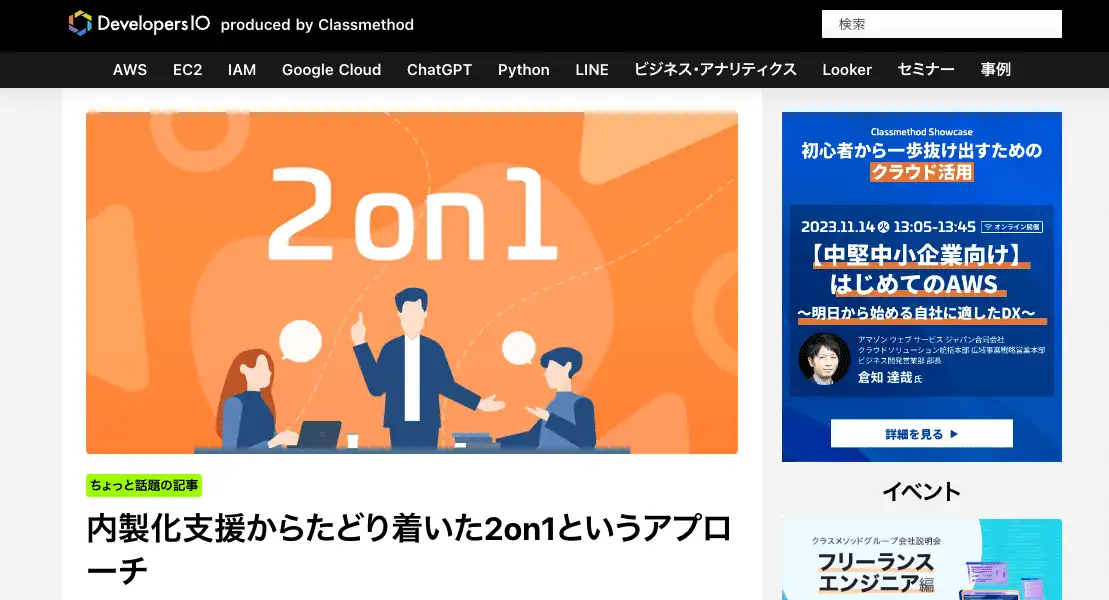 DevelopersIO produced by Classmethod
検索
AWS EC2 IAM Google Cloud ChatGPT Python LINE ビジネス・アナリティクス Looker セミナー 事例
2on1
ちょっと話題の記事
内製化支援からたどり着いた2on1というアプロ
ーチ
Classmethod Showcase
初心者から一歩抜け出すための
クラウド活用
2023.11.14 火 13:05-13:45 オンライン開催
【中堅中小企業向け】
はじめてのAWS
〜明日から始める自社に適したDX〜
アマゾン ウェブ サービス ジャパン合同会社
クラウドソリューション統括本部 広域事業戦略営業本部
ビジネス開発営業部 部長
倉知 達哉氏
詳細を見る ▶
イベント
クラスメソッドグループ会社説明会
フリーランス
エンジニア編